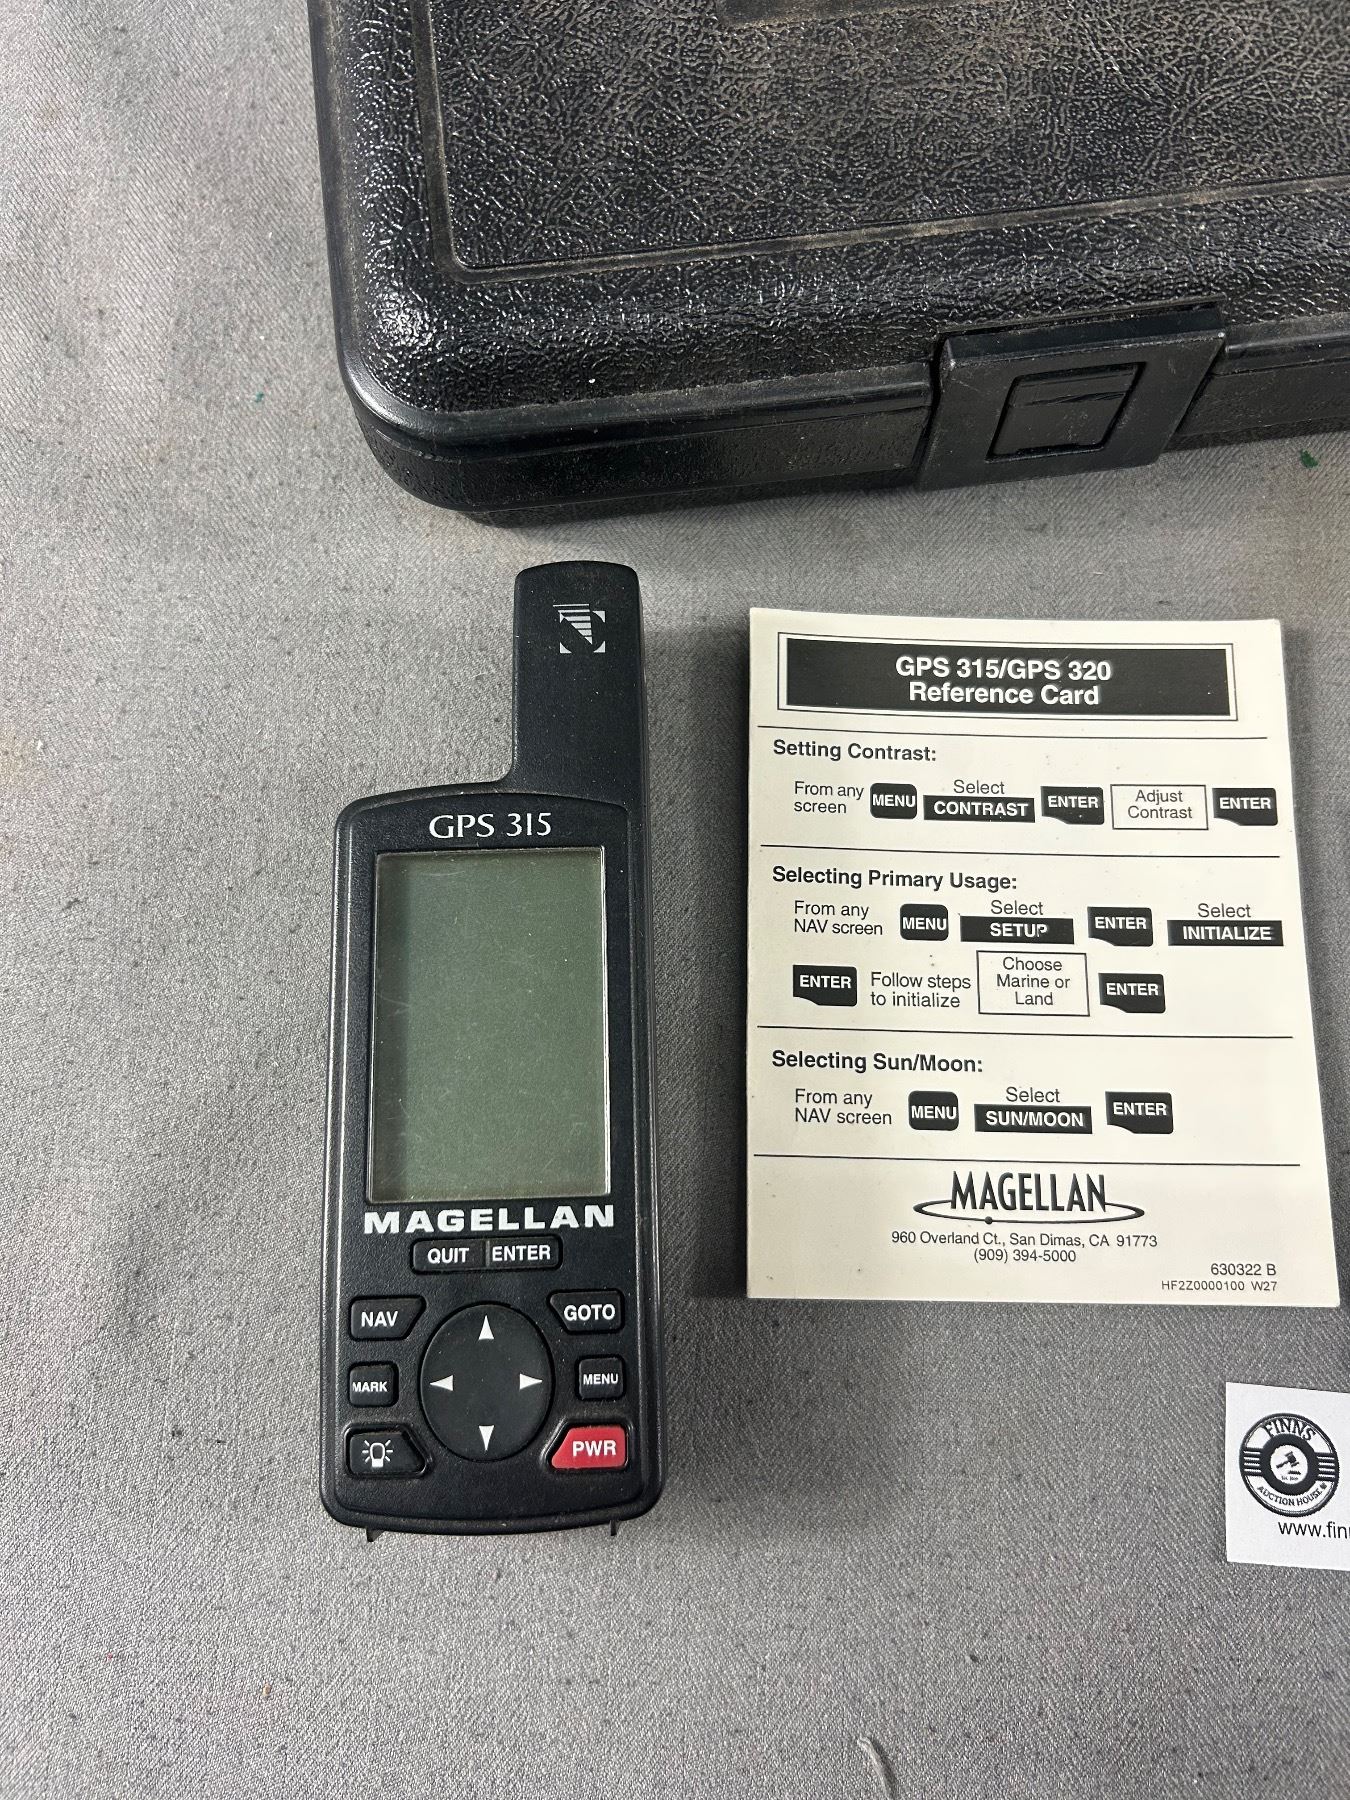 GPS 315
MAGELLAN
QUIT ENTER
NAV GOTO
MARK MENU
PWR
GPS 315/GPS 320
Reference Card
Setting Contrast:
From any screen MENU Select CONTRAST ENTER Adjust Contrast ENTER
Selecting Primary Usage:
From any NAV screen MENU Select SETUP ENTER Select INITIALIZE
ENTER Follow steps to initialize Choose Marine or Land ENTER
Selecting Sun/Moon:
From any NAV screen MENU Select SUN/MOON ENTER
MAGELLAN
960 Overland Ct., San Dimas, CA 91773
(909) 394-5000
630322 B
HF2Z0000100 W27
FINNS
AUCTION HOUSE
www.fin